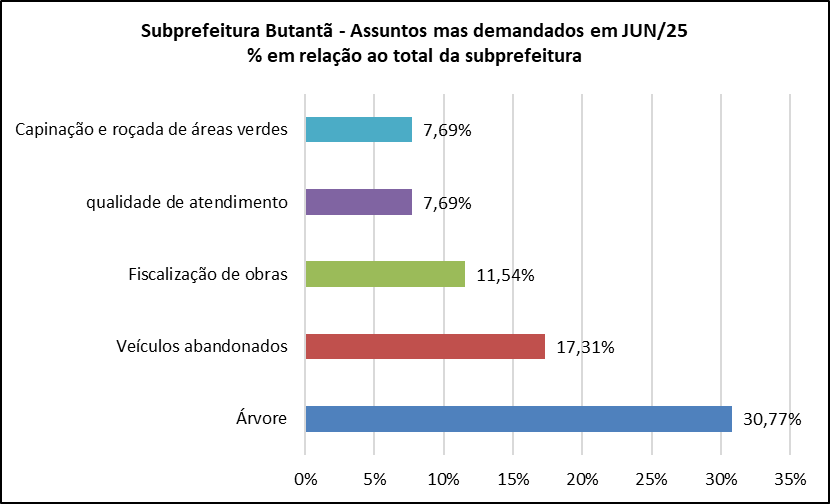 Subprefeitura Butantã - Assuntos mas demandados em JUN/25
% em relação ao total da subprefeitura
Capinação e roçada de áreas verdes
7,69%
qualidade de atendimento
7,69%
Fiscalização de obras
11,54%
Veículos abandonados
17,31%
Árvore
30,77%
0% 5% 10% 15% 20% 25% 30% 35%